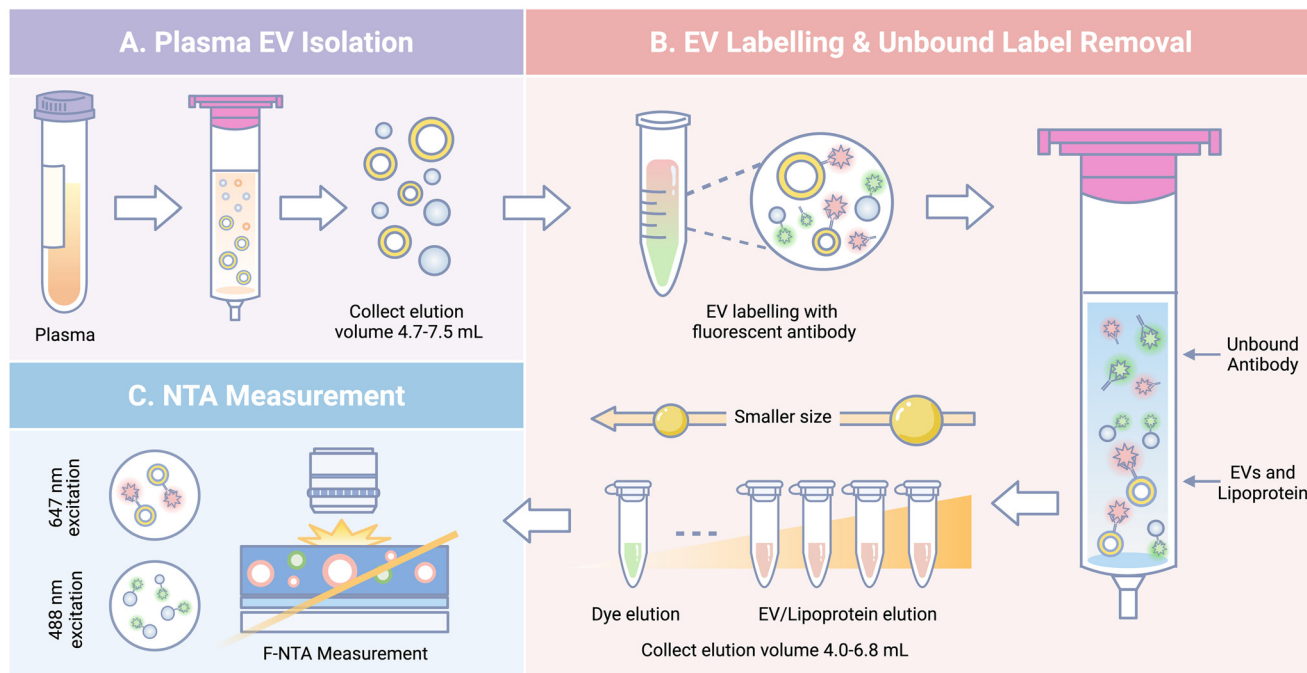 A. Plasma EV Isolation
Plasma
Collect elution
volume 4.7-7.5 mL
B. EV Labelling & Unbound Label Removal
EV labelling with
fluorescent antibody
Unbound
Antibody
EVs and
Lipoprotein
Smaller size
Dye elution
EV/Lipoprotein elution
Collect elution volume 4.0-6.8 mL
C. NTA Measurement
647 nm
excitation
488 nm
excitation
F-NTA Measurement